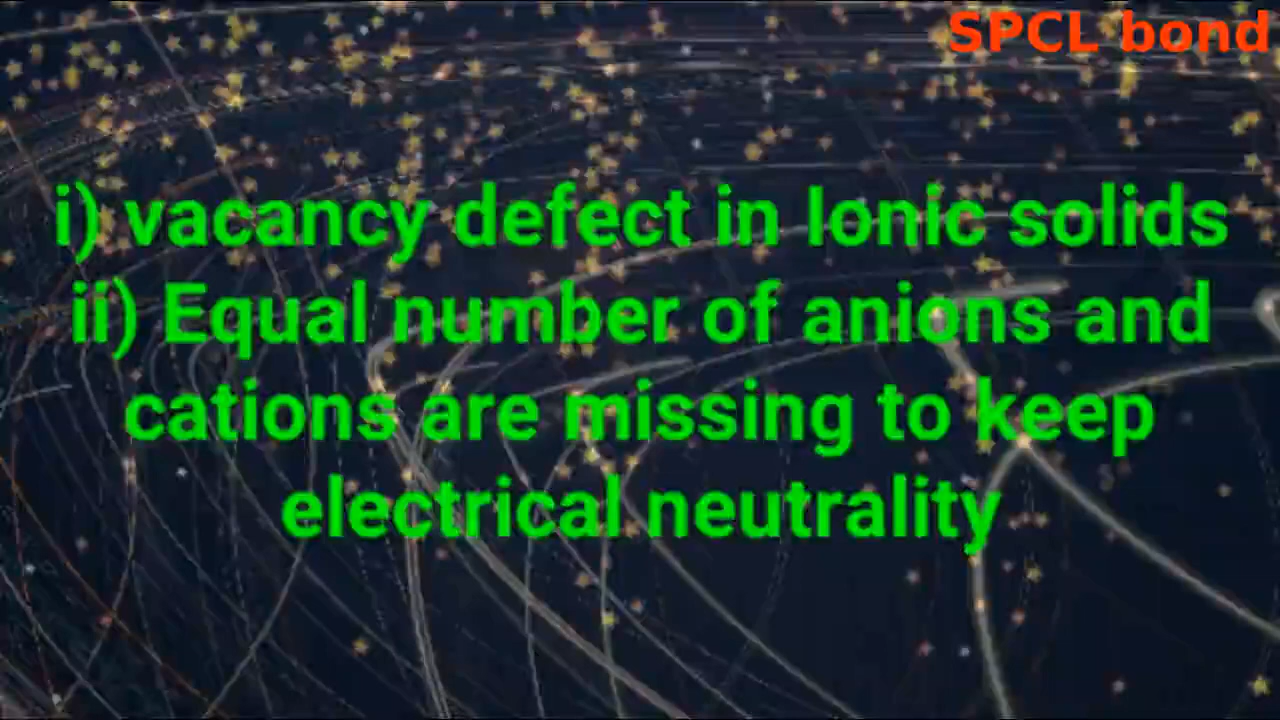 SPCL bond
i) vacancy defect in Ionic solids
ii) Equal number of anions and
cations are missing to keep
electrical neutrality